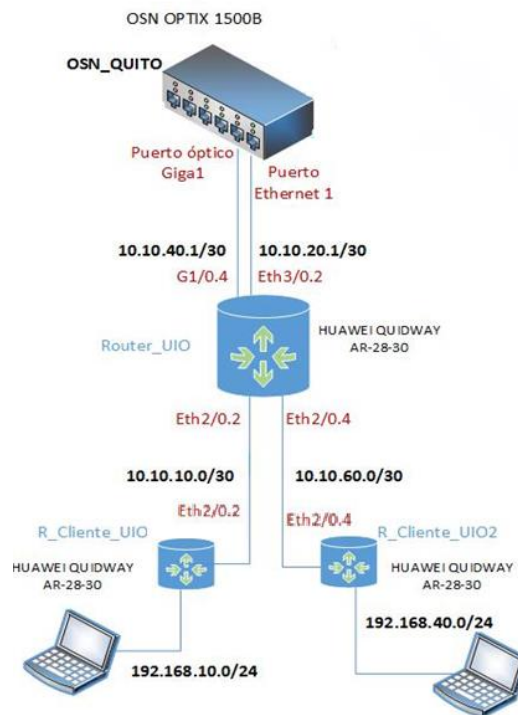 OSN OPTIX 1500B
OSN_QUITO
Puerto óptico
Giga1
Puerto
Ethernet 1
10.10.40.1/30
10.10.20.1/30
G1/0.4
Eth3/0.2
Router_UIO
HUAWEI QUIDWAY
AR-28-30
Eth2/0.2
Eth2/0.4
10.10.10.0/30
10.10.60.0/30
Eth2/0.2
Eth2/0.4
R_Cliente_UIO
R_Cliente_UIO2
HUAWEI QUIDWAY
AR-28-30
HUAWEI QUIDWAY
AR-28-30
192.168.40.0/24
192.168.10.0/24